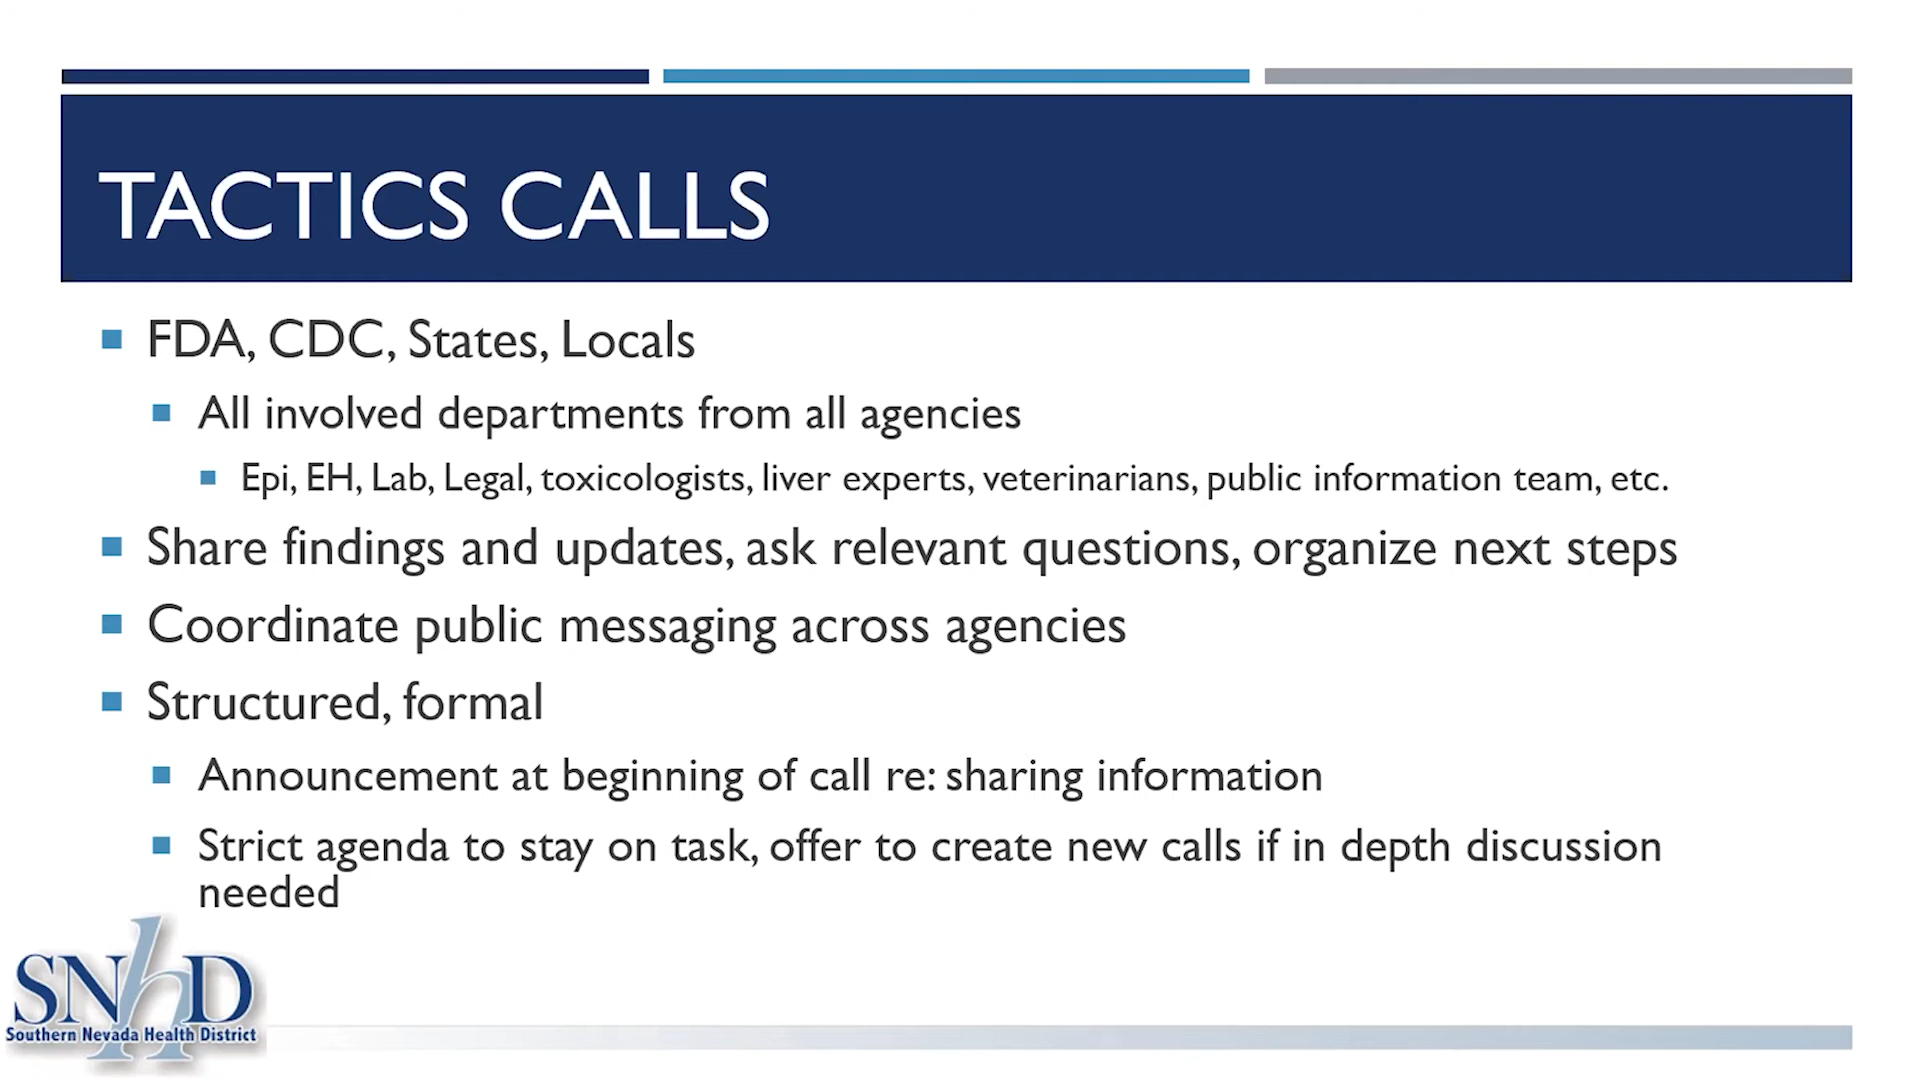 TACTICS CALLS
FDA, CDC, States, Locals
All involved departments from all agencies
Epi, EH, Lab, Legal, toxicologists, liver experts, veterinarians, public information team, etc.
Share findings and updates, ask relevant questions, organize next steps
Coordinate public messaging across agencies
Structured, formal
Announcement at beginning of call re: sharing information
Strict agenda to stay on task, offer to create new calls if in depth discussion
needed
SNhD
Southern Nevada Health District